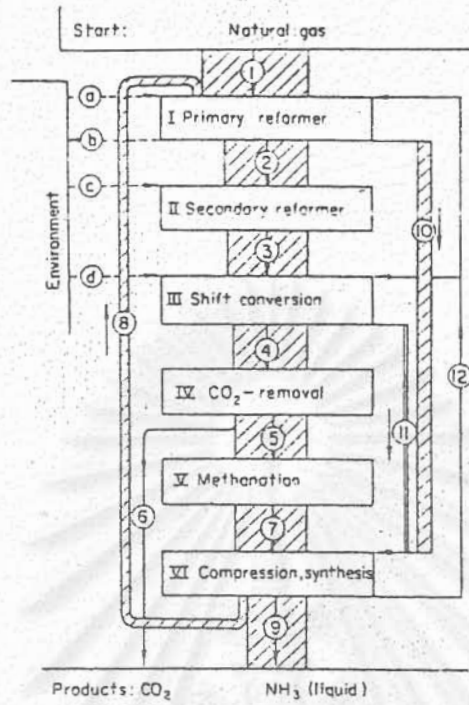 Start: Natural gas
1
a
I Primary reformer
b
2
10
c
II Secondary reformer
Environment
3
d
III Shift conversion
8
4
12
IV CO₂-removal
11
5
V Methanation
6
7
VI Compression, synthesis
9
Products: CO₂ NH₃ (liquid)